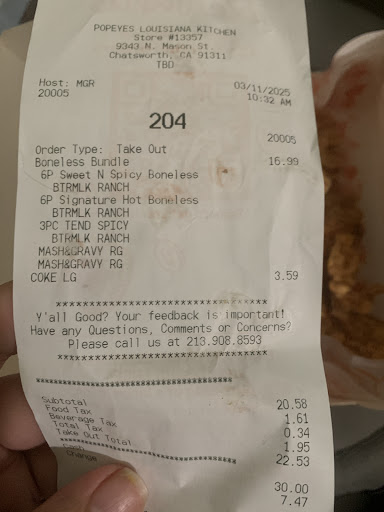 POPEYES LOUISIANA KITCHEN
Store #13357
9343 N. Mason St.
Chatsworth, CA 91311
TBD
Host: MGR 03/11/2025
20005 10:32 AM
204
20005
Order Type: Take Out
Boneless Bundle 16.99
6P Sweet N Spicy Boneless
BTRMLK RANCH
6P Signature Hot Boneless
BTRMLK RANCH
3PC TEND SPICY
BTRMLK RANCH
MASH&GRAVY RG
MASH&GRAVY RG
COKE LG 3.59
Y'all Good? Your feedback is important!
Have any Questions, Comments or Concerns?
Please call us at 213.908.8593
Subtotal 20.58
Food Tax 1.61
Beverage Tax 0.34
Total Tax 1.95
Take Out Total 22.53
Cash 30.00
Change 7.47